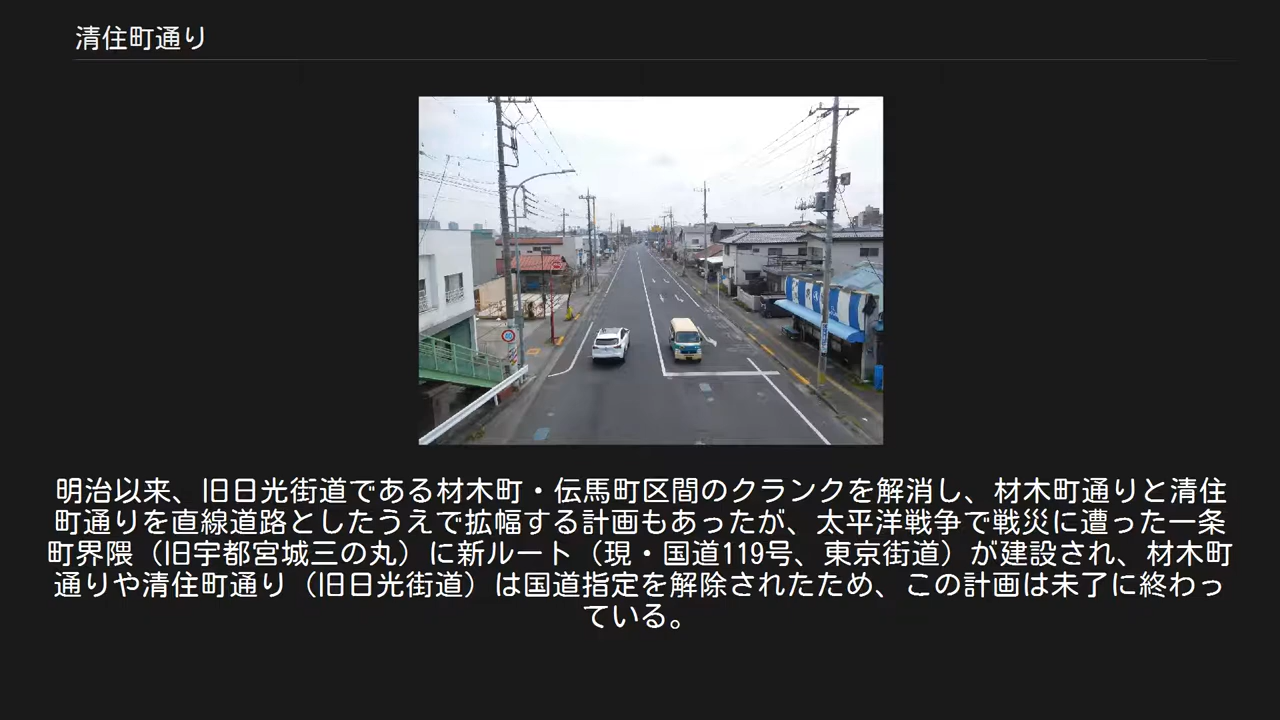 清住町通り
明治以来、旧日光街道である材木町・伝馬町区間のクランクを解消し、材木町通りと清住
町通りを直線道路としたうえで拡幅する計画もあったが、太平洋戦争で戦災に遭った一条
町界隈（旧宇都宮城三の丸）に新ルート（現・国道119号、東京街道）が建設され、材木町
通りや清住町通り（旧日光街道）は国道指定を解除されたため、この計画は未了に終わっ
ている。